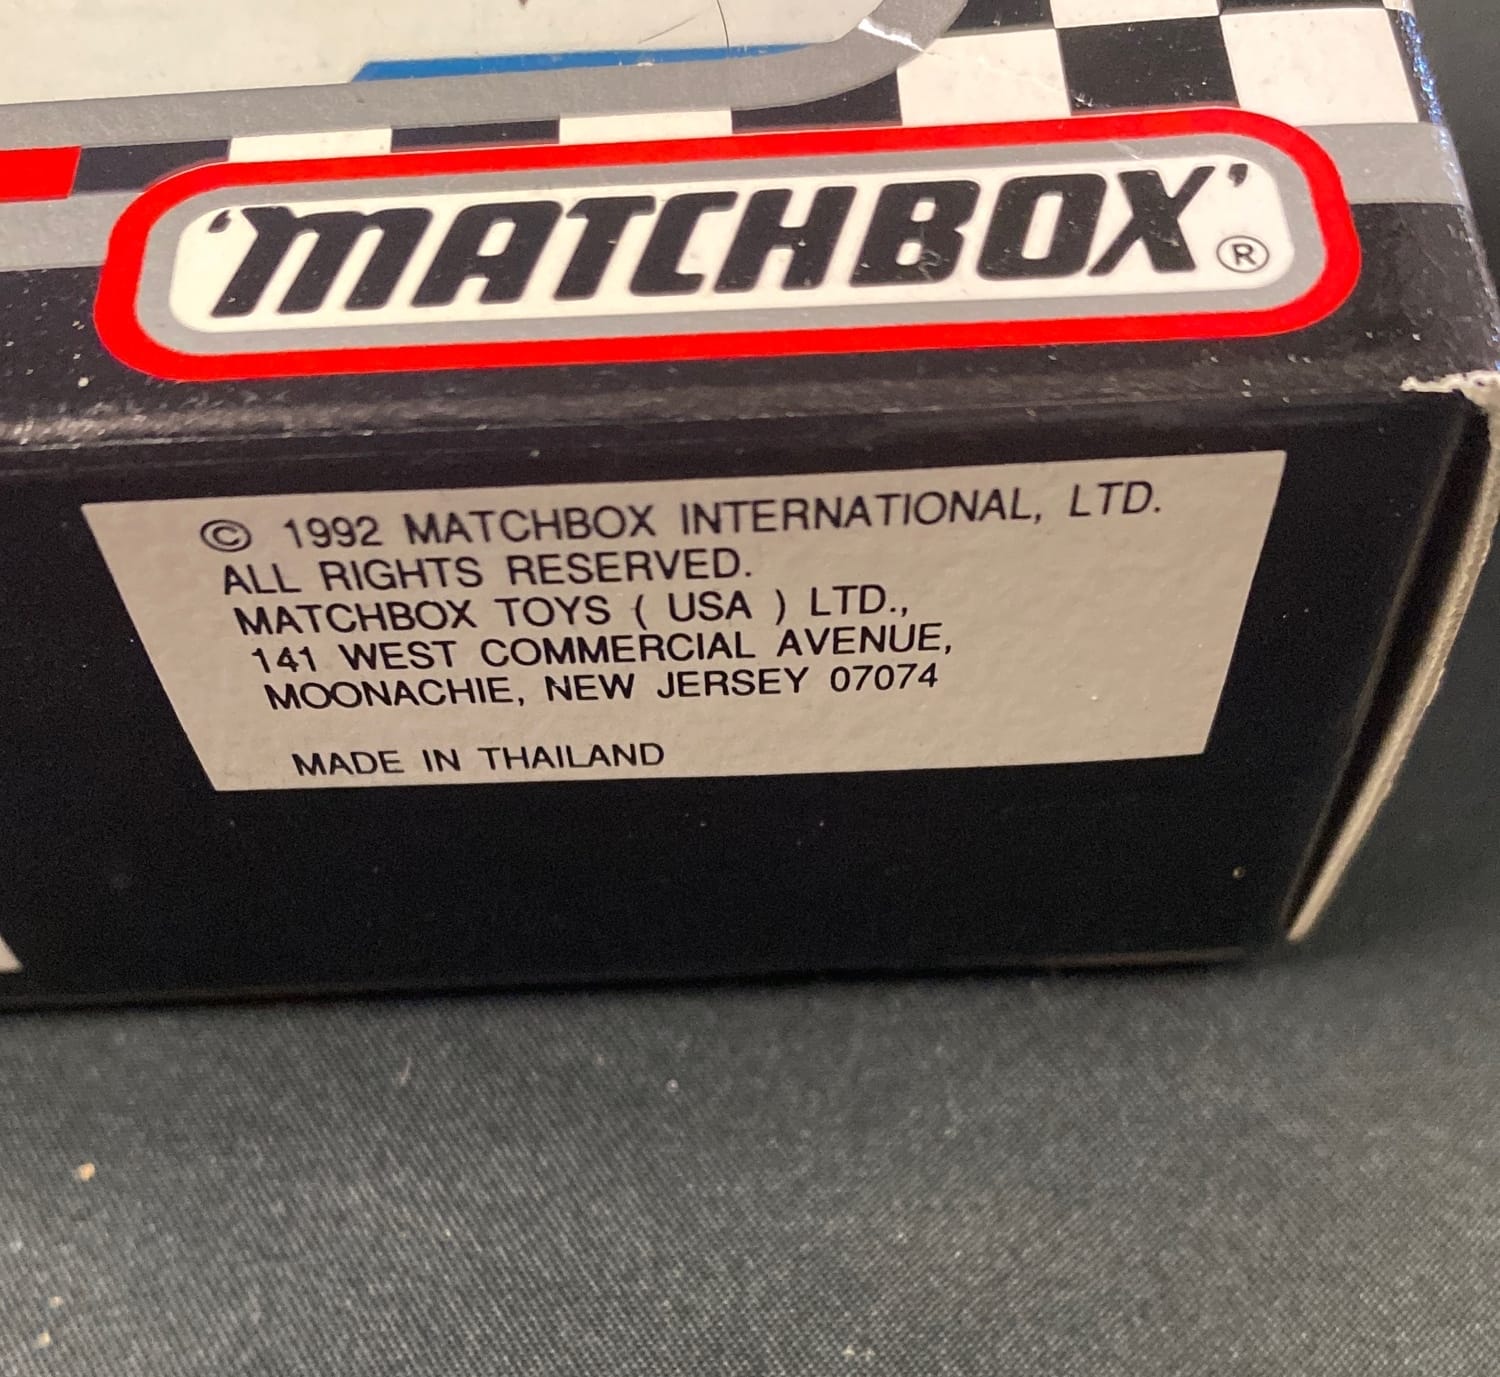 'MATCHBOX'®
© 1992 MATCHBOX INTERNATIONAL, LTD.
ALL RIGHTS RESERVED.
MATCHBOX TOYS ( USA ) LTD.,
141 WEST COMMERCIAL AVENUE,
MOONACHIE, NEW JERSEY 07074
MADE IN THAILAND